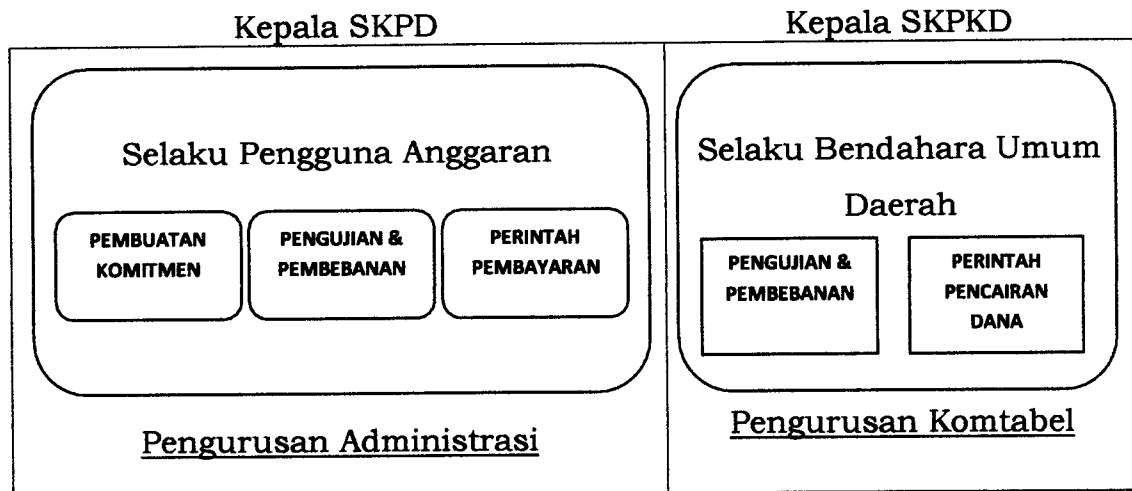 Kepala SKPD
Kepala SKPKD
Selaku Pengguna Anggaran
PEMBUATAN
KOMITMEN
PENGUJIAN &
PEMBEBANAN
PERINTAH
PEMBAYARAN
Pengurusan Administrasi
Selaku Bendahara Umum
Daerah
PENGUJIAN &
PEMBEBANAN
PERINTAH
PENCAIRAN
DANA
Pengurusan Komtabel